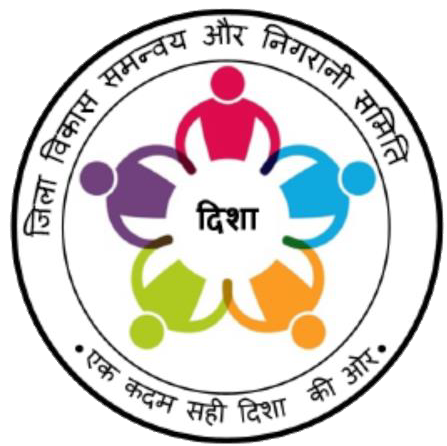 जिला विकास समन्वय और निगरानी समिति
दिशा
• एक कदम सही दिशा की ओर •